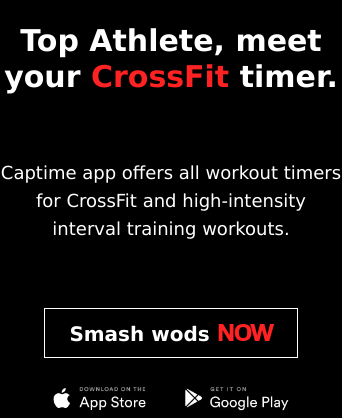 Top Athlete, meet
your CrossFit timer.
Captime app offers all workout timers
for CrossFit and high-intensity
interval training workouts.
Smash wods NOW
DOWNLOAD ON THE
App Store
GET IT ON
Google Play